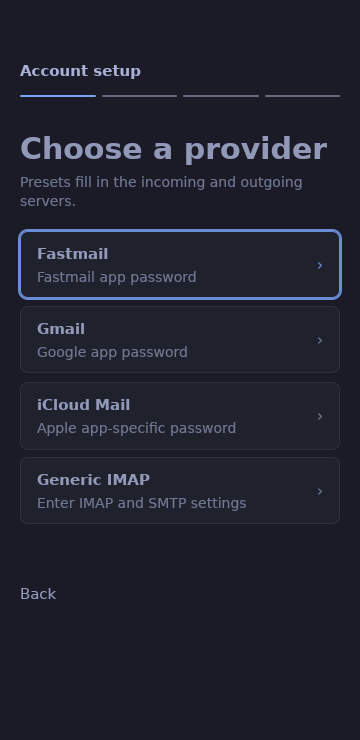 Account setup
Choose a provider
Presets fill in the incoming and outgoing
servers.
Fastmail
Fastmail app password
›
Gmail
Google app password
›
iCloud Mail
Apple app-specific password
›
Generic IMAP
Enter IMAP and SMTP settings
›
Back